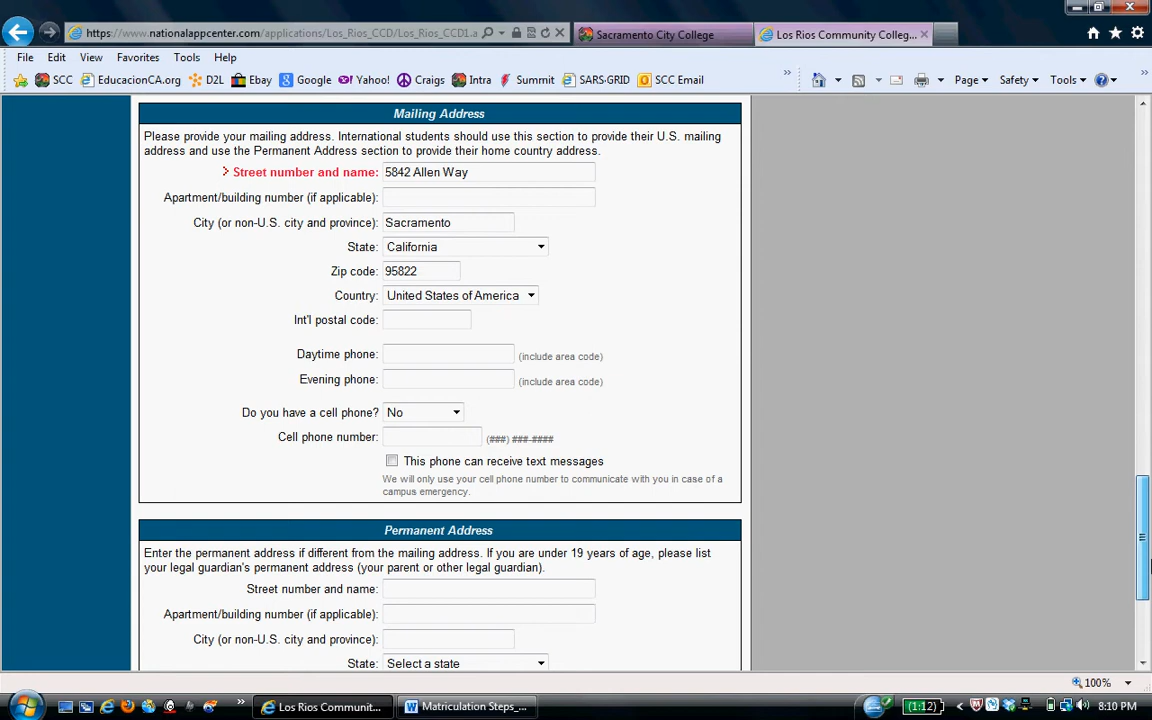 https://www.nationalappcenter.com/applications/Los_Rios_CCD/Los_Rios_CCD1.a
Sacramento City College
Los Rios Community Colleg...
File Edit View Favorites Tools Help
SCC EducacionCA.org D2L Ebay Google Yahoo! Craigs Intra Summit SARS-GRID SCC Email Page Safety Tools
Mailing Address
Please provide your mailing address. International students should use this section to provide their U.S. mailing
address and use the Permanent Address section to provide their home country address.
Street number and name: 5842 Allen Way
Apartment/building number (if applicable):
City (or non-U.S. city and province): Sacramento
State: California
Zip code: 95822
Country: United States of America
Int'l postal code:
Daytime phone: (include area code)
Evening phone: (include area code)
Do you have a cell phone? No
Cell phone number: (###) ###-####
This phone can receive text messages
We will only use your cell phone number to communicate with you in case of a
campus emergency.
Permanent Address
Enter the permanent address if different from the mailing address. If you are under 19 years of age, please list
your legal guardian's permanent address (your parent or other legal guardian).
Street number and name:
Apartment/building number (if applicable):
City (or non-U.S. city and province):
State: Select a state
100%
Los Rios Communit...
Matriculation Steps_...
(1:12)
8:10 PM